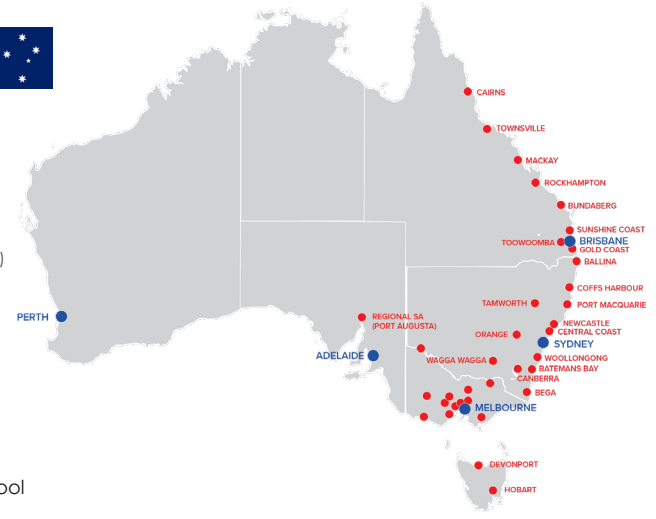 CAIRNS
TOWNSVILLE
MACKAY
ROCKHAMPTON
BUNDABERG
SUNSHINE COAST
TOOWOOMBA
BRISBANE
GOLD COAST
)
BALLINA
COFFS HARBOUR
TAMWORTH
PORT MACQUARIE
PERTH
REGIONAL SA
(PORT AUGUSTA)
NEWCASTLE
CENTRAL COAST
ORANGE
SYDNEY
ADELAIDE
WAGGA WAGGA
WOOLLONGONG
BATEMANS BAY
CANBERRA
BEGA
MELBOURNE
DEVONPORT
ool
HOBART